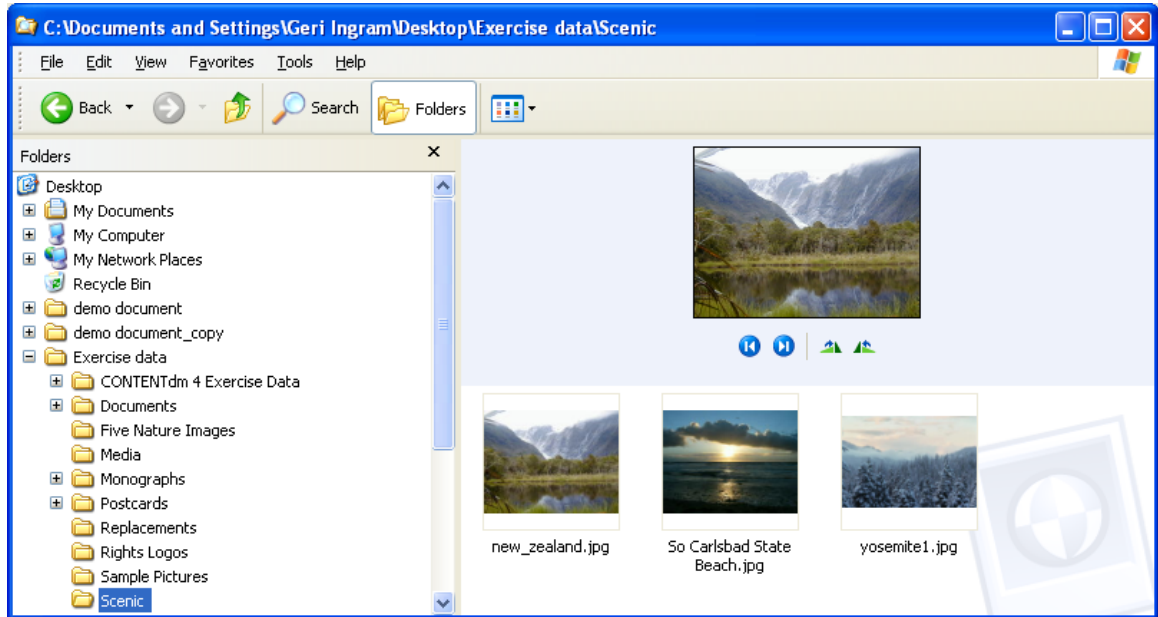 C:\Documents and Settings\Geri Ingram\Desktop\Exercise data\Scenic
File Edit View Favorites Tools Help
Back Search Folders
Folders
Desktop
My Documents
My Computer
My Network Places
Recycle Bin
demo document
demo document_copy
Exercise data
CONTENTdm 4 Exercise Data
Documents
Five Nature Images
Media
Monographs
Postcards
Replacements
Rights Logos
Sample Pictures
Scenic
new_zealand.jpg
So Carlsbad State
Beach.jpg
yosemite1.jpg